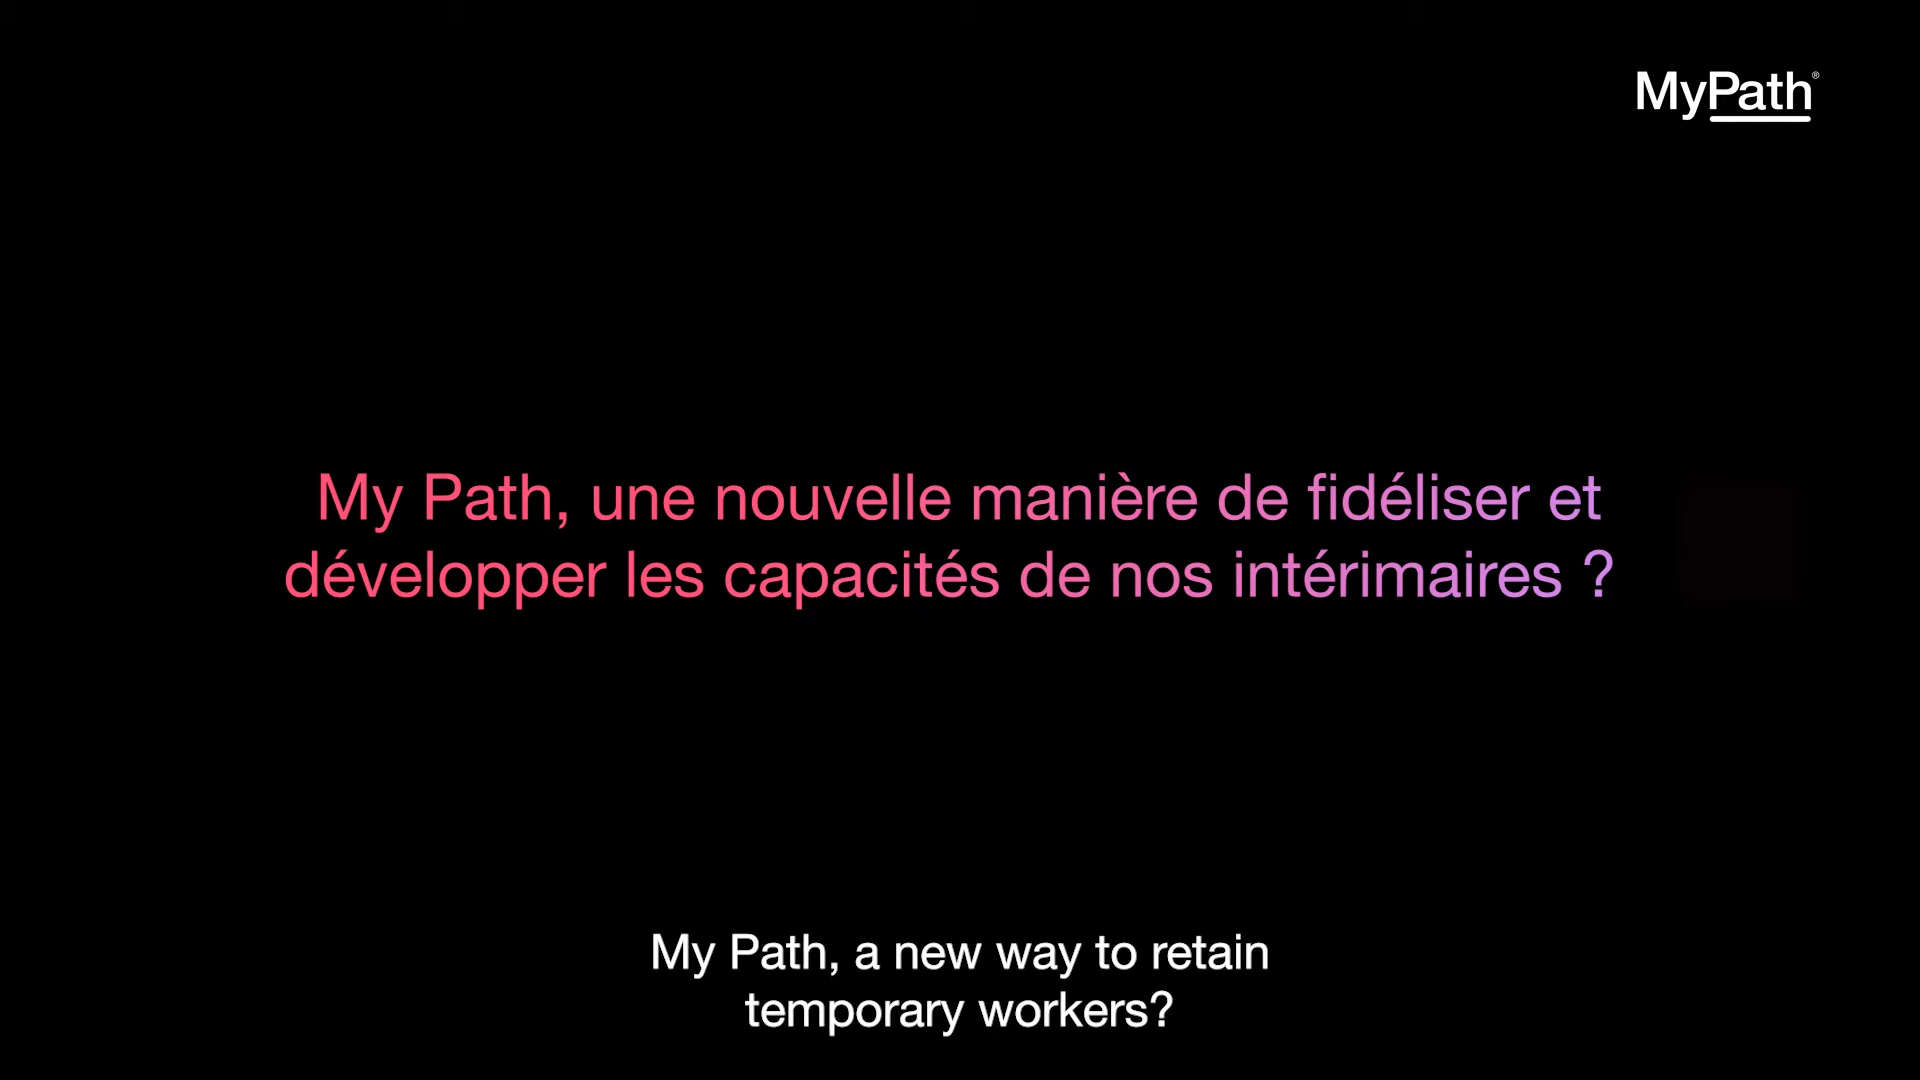 MyPath®
My Path, une nouvelle manière de fidéliser et
développer les capacités de nos intérimaires ?
My Path, a new way to retain
temporary workers?